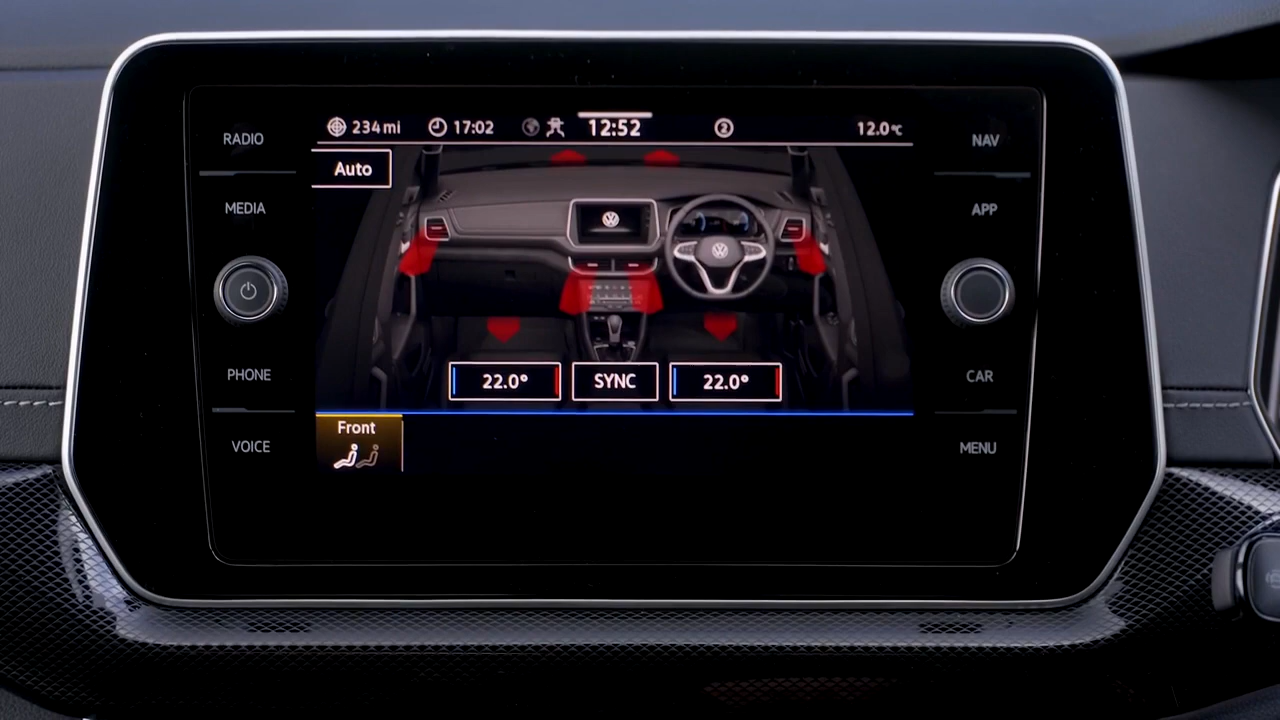 RADIO
MEDIA
PHONE
VOICE
234 mi 17:02 12:52 2 12.0°C
Auto
22.0° SYNC 22.0°
Front
NAV
APP
CAR
MENU